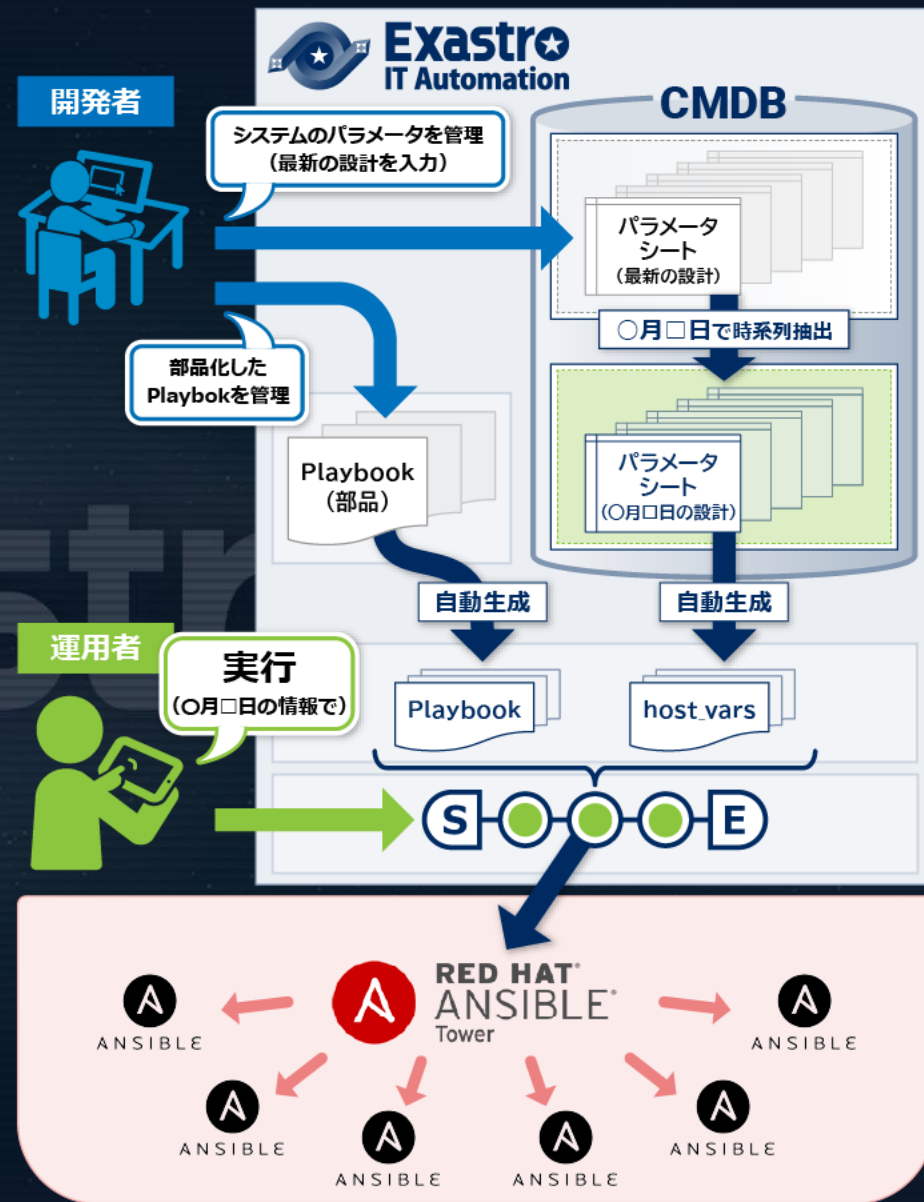 Exastro
IT Automation
開発者
システムのパラメータを管理
(最新の設計を入力)
CMDB
パラメータ
シート
(最新の設計)
〇月□日で時系列抽出
部品化した
Playbokを管理
パラメータ
シート
(〇月□日の設計)
Playbook
(部品)
自動生成
自動生成
運用者
実行
(〇月□日の情報で)
Playbook
host_vars
S
E
RED HAT®
ANSIBLE®
Tower
ANSIBLE
ANSIBLE
ANSIBLE
ANSIBLE
ANSIBLE
ANSIBLE